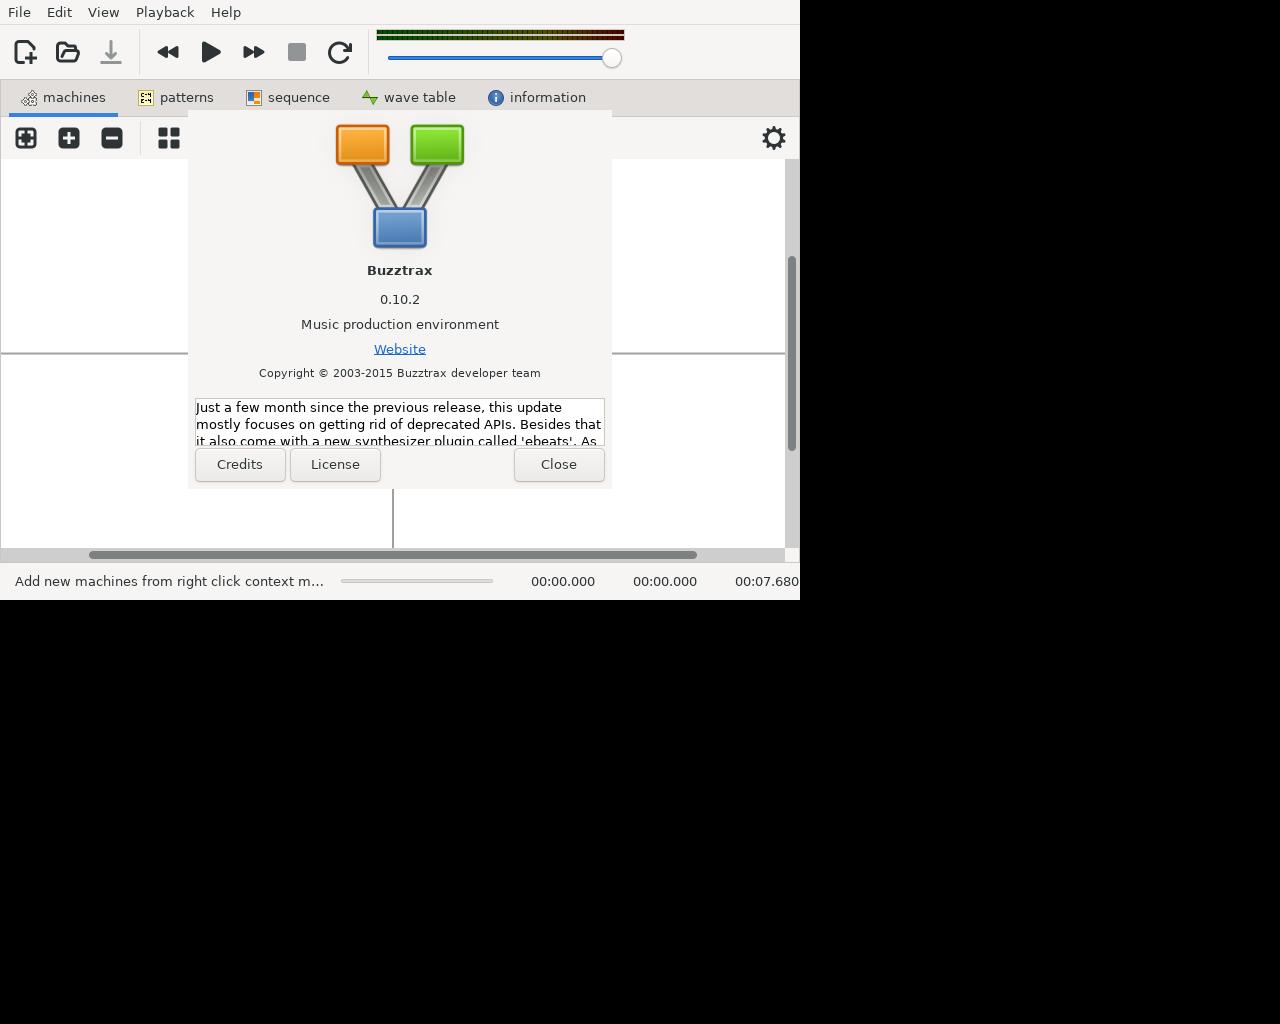 File Edit View Playback Help
machines patterns sequence wave table information
Buzztrax
0.10.2
Music production environment
Website
Copyright © 2003-2015 Buzztrax developer team
Just a few month since the previous release, this update
mostly focuses on getting rid of deprecated APIs. Besides that
it also come with a new synthesizer plugin called 'ebeats'. As
Credits License Close
Add new machines from right click context m... 00:00.000 00:00.000 00:07.680